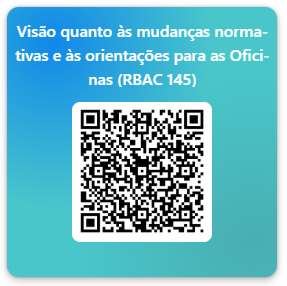 Visão quanto às mudanças norma-
tivas e às orientações para as Ofici-
nas (RBAC 145)